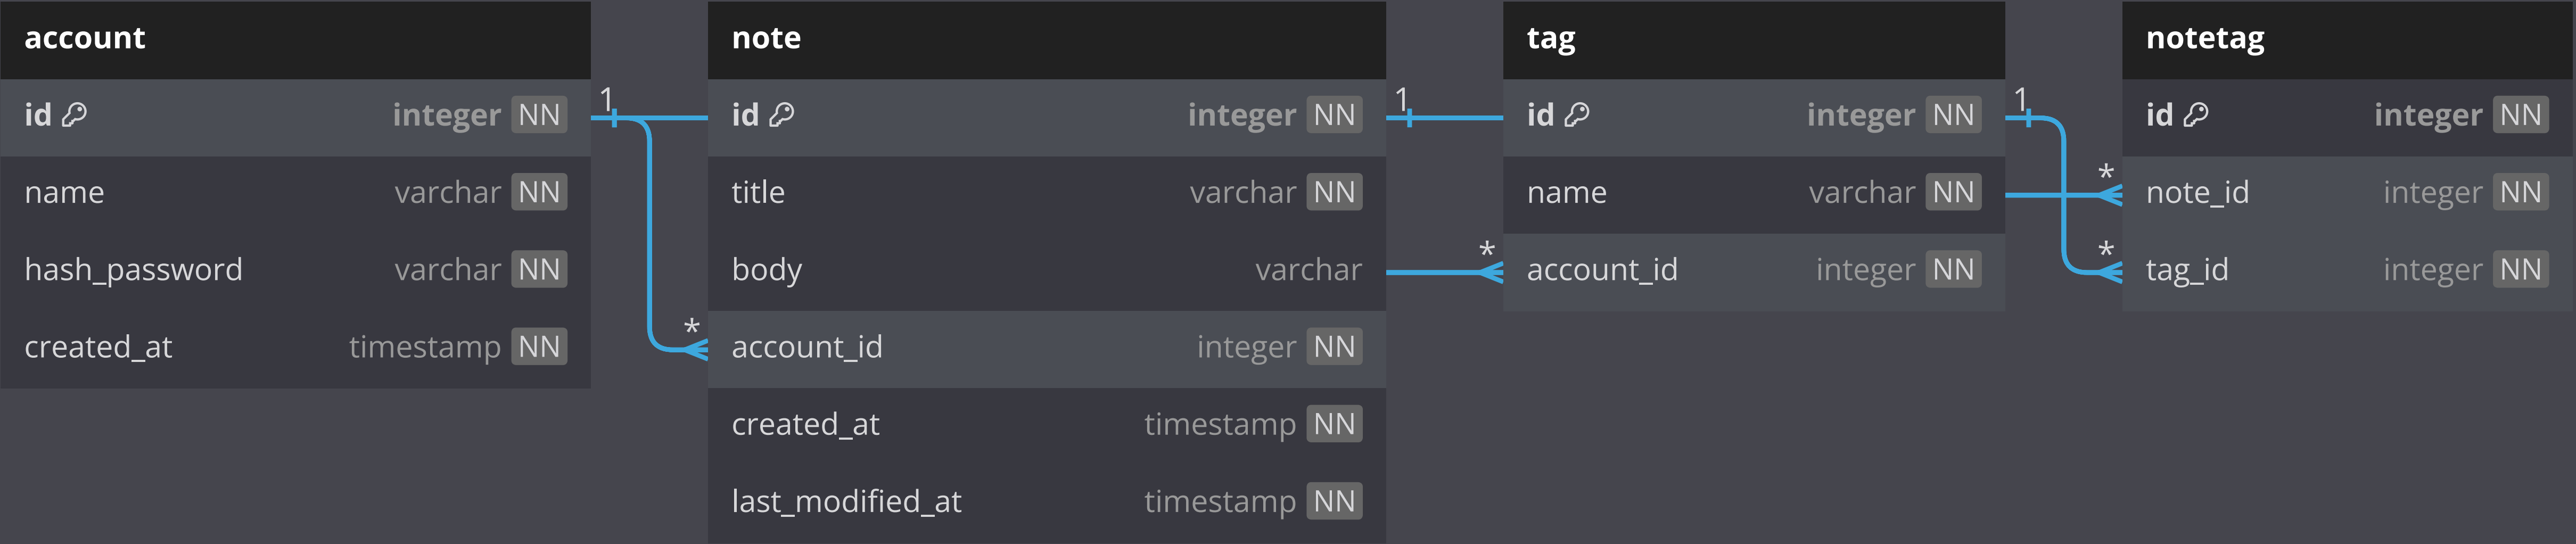 account
id integer NN
name varchar NN
hash_password varchar NN
created_at timestamp NN
1
*
note
id integer NN
title varchar NN
body varchar
account_id integer NN
created_at timestamp NN
last_modified_at timestamp NN
1
*
tag
id integer NN
name varchar NN
account_id integer NN
1
*
*
notetag
id integer NN
note_id integer NN
tag_id integer NN